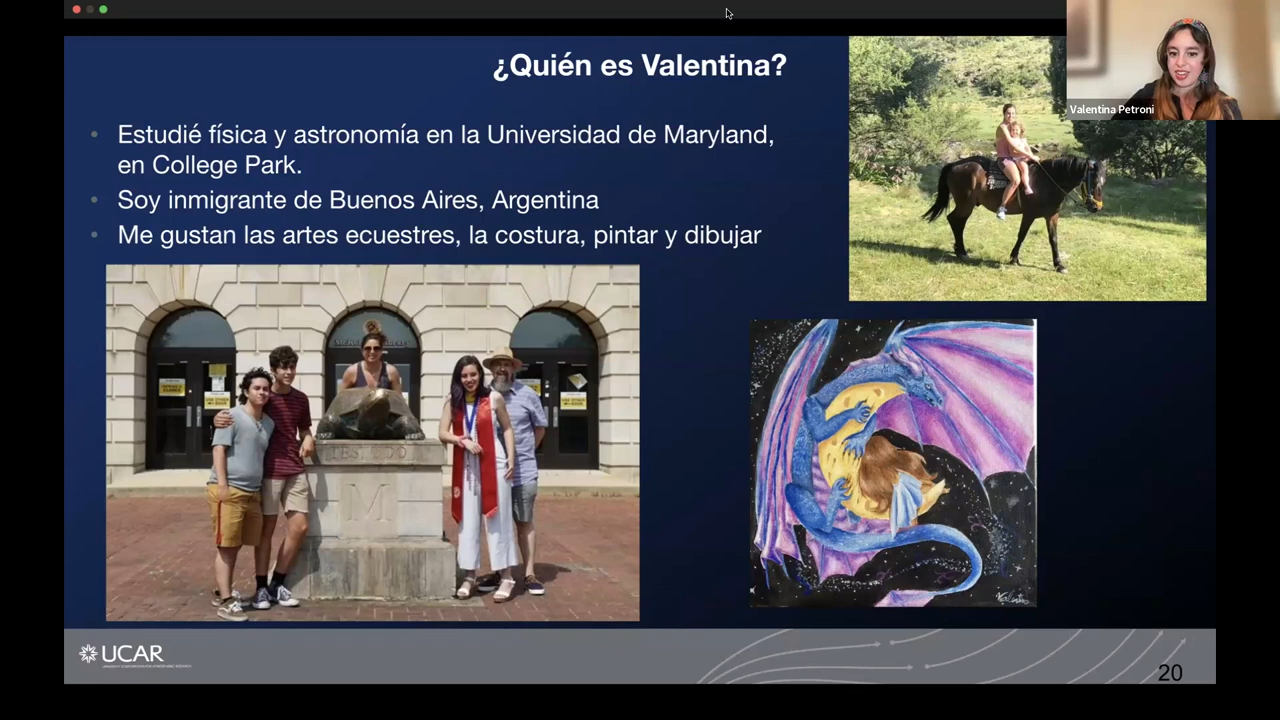 ¿Quién es Valentina?
Valentina Petroni
• Estudié física y astronomía en la Universidad de Maryland,
en College Park.
• Soy inmigrante de Buenos Aires, Argentina
• Me gustan las artes ecuestres, la costura, pintar y dibujar
M
UCAR
20